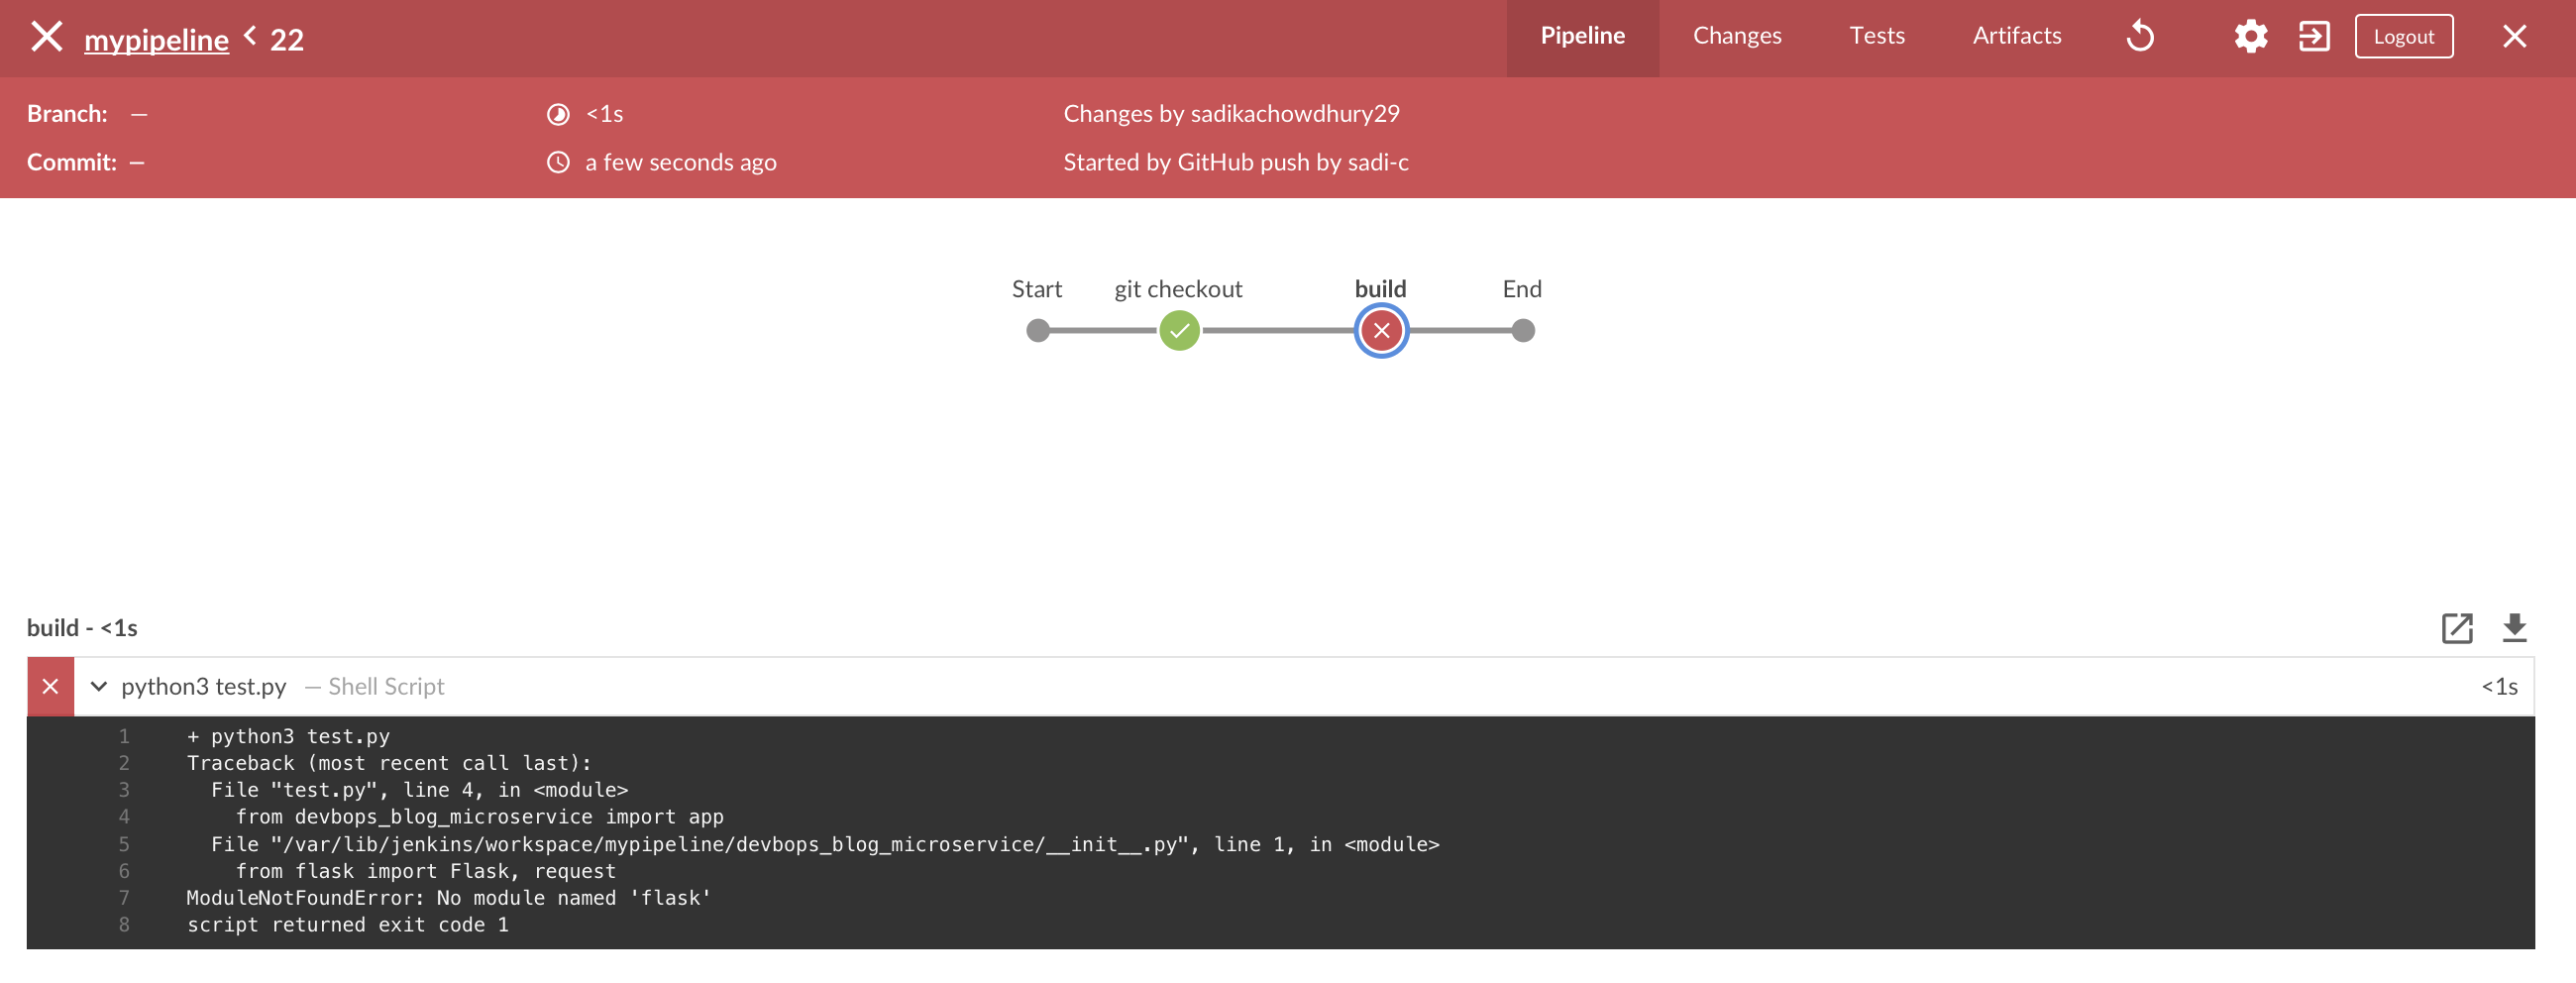 mypipeline < 22 Pipeline Changes Tests Artifacts Logout
Branch: — <1s Changes by sadikachowdhury29
Commit: — a few seconds ago Started by GitHub push by sadi-c
Start git checkout build End
build - <1s
python3 test.py — Shell Script <1s
1 + python3 test.py
2 Traceback (most recent call last):
3 File "test.py", line 4, in <module>
4 from devbops_blog_microservice import app
5 File "/var/lib/jenkins/workspace/mypipeline/devbops_blog_microservice/__init__.py", line 1, in <module>
6 from flask import Flask, request
7 ModuleNotFoundError: No module named 'flask'
8 script returned exit code 1